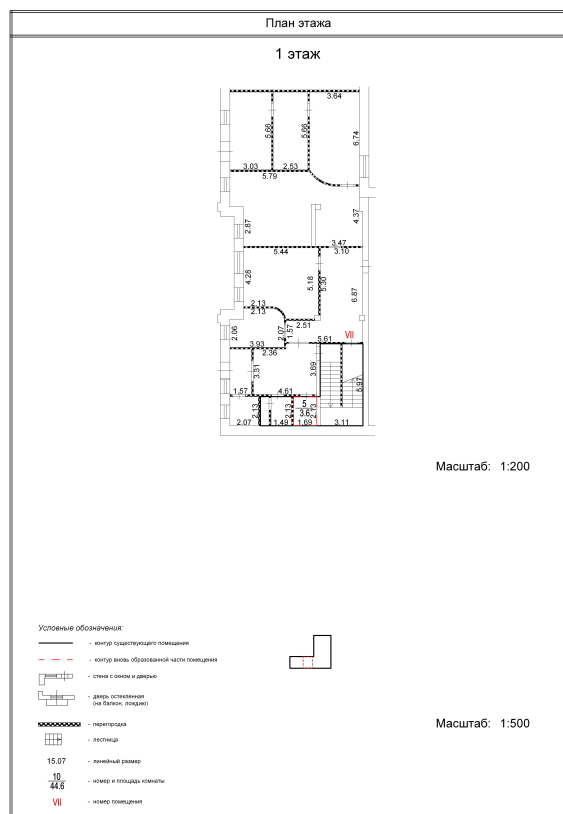 План этажа
1 этаж
3.64
5.66
5.66
6.74
3.03
2.53
5.79
2.87
4.37
3.47
5.44
3.10
4.28
5.18
5.30
6.87
2.13
2.13
2.51
2.06
2.07
1.57
VII
5.61
3.93
2.36
3.31
3.69
5.97
1.57
4.61
2.13
2.13
5
3.6
2.13
2.07
1.49
1.69
3.11
Масштаб: 1:200
Условные обозначения:
- контур существующего помещения
- контур вновь образованной части помещения
- стена с окном и дверью
- дверь остекленная
(на балкон, лоджию)
- перегородка
Масштаб: 1:500
- лестница
15.07 - линейный размер
10
44.6 - номер и площадь комнаты
VII - номер помещения